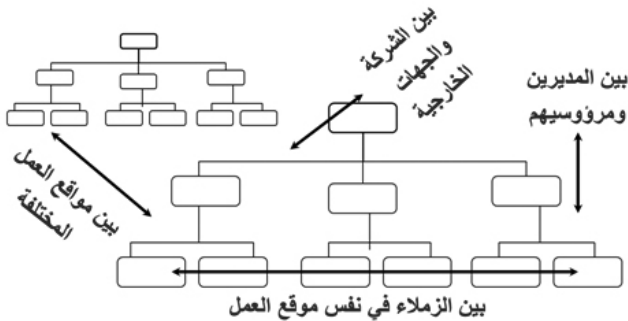 بين الشركة
والجهات
الخارجية
بين المديرين
ومرؤوسيهم
بين مواقع العمل
المختلفة
بين الزملاء في نفس موقع العمل